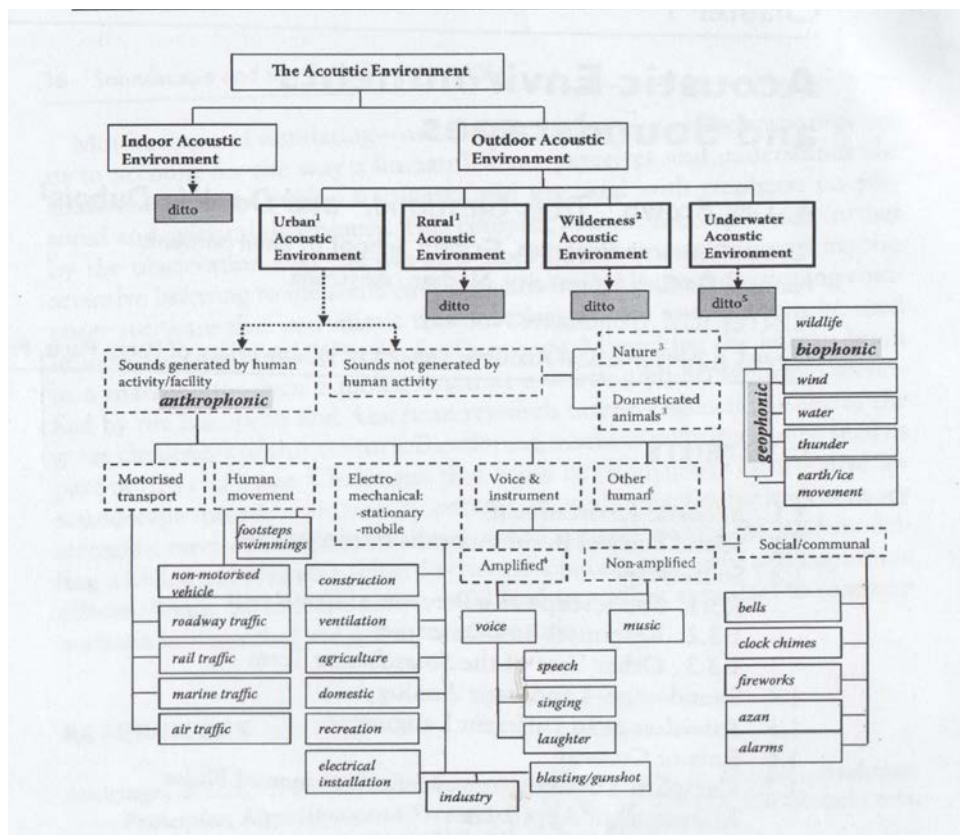 The Acoustic Environment
Indoor Acoustic
Environment
Outdoor Acoustic
Environment
ditto
Urban¹
Acoustic
Environment
Rural¹
Acoustic
Environment
Wilderness²
Acoustic
Environment
Underwater
Acoustic
Environment
ditto
ditto
ditto⁵
Sounds generated by human
activity/facility
anthrophonic
Sounds not generated by
human activity
Nature³
Domesticated
animals³
wildlife
biophonic
geophonic
wind
water
thunder
earth/ice
movement
Motorised
transport
Human
movement
footsteps
swimmings
Electro-
mechanical:
-stationary
-mobile
Voice &
instrument
Other
human⁶
Social/communal
Amplified⁴
Non-amplified
non-motorised
vehicle
roadway traffic
rail traffic
marine traffic
air traffic
construction
ventilation
agriculture
domestic
recreation
electrical
installation
voice
music
speech
singing
laughter
bells
clock chimes
fireworks
azan
alarms
industry
blasting/gunshot